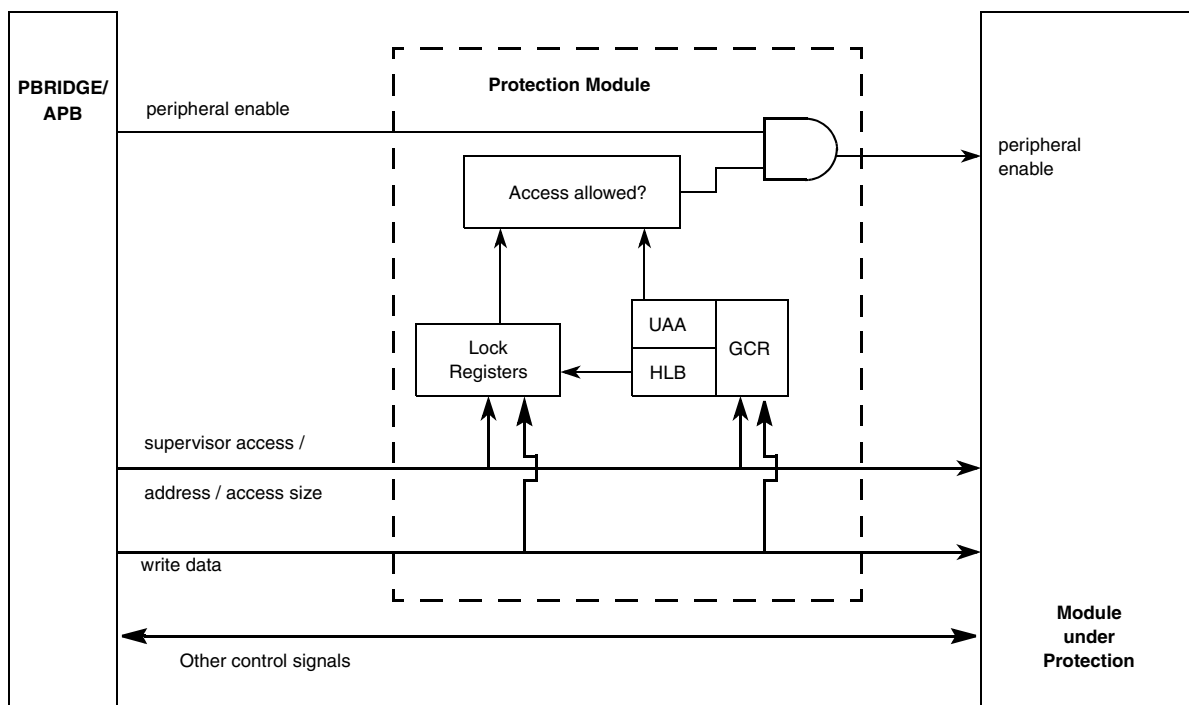 PBRIDGE/
APB
peripheral enable
Protection Module
peripheral
enable
Access allowed?
UAA
GCR
HLB
Lock
Registers
supervisor access /
address / access size
write data
Other control signals
Module
under
Protection